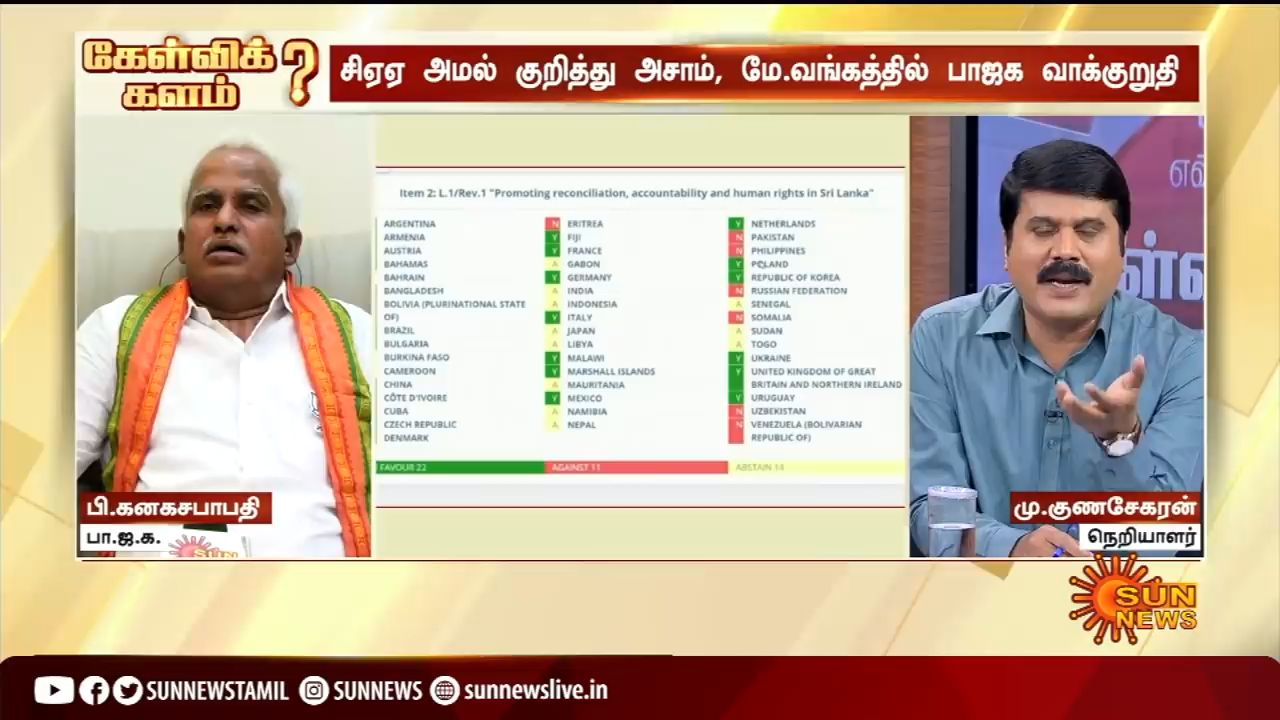 கேள்விக்
களம் ?
சிஏஏ அமல் குறித்து அசாம், மே.வங்கத்தில் பாஜக வாக்குறுதி
Item 2: L.1/Rev.1 "Promoting reconciliation, accountability and human rights in Sri Lanka"
ARGENTINA N ERITREA Y NETHERLANDS
ARMENIA Y FIJI N PAKISTAN
AUSTRIA Y FRANCE N PHILIPPINES
BAHAMAS A GABON Y POLAND
BAHRAIN Y GERMANY Y REPUBLIC OF KOREA
BANGLADESH A INDIA N RUSSIAN FEDERATION
BOLIVIA (PLURINATIONAL STATE A INDONESIA A SENEGAL
OF) Y ITALY N SOMALIA
BRAZIL A JAPAN A SUDAN
BULGARIA A LIBYA A TOGO
BURKINA FASO Y MALAWI Y UKRAINE
CAMEROON Y MARSHALL ISLANDS Y UNITED KINGDOM OF GREAT
CHINA A MAURITANIA BRITAIN AND NORTHERN IRELAND
CÔTE D'IVOIRE Y MEXICO Y URUGUAY
CUBA A NAMIBIA N UZBEKISTAN
CZECH REPUBLIC A NEPAL N VENEZUELA (BOLIVARIAN
DENMARK REPUBLIC OF)
FAVOUR 22 AGAINST 11 ABSTAIN 14
பி.கனகசபாபதி
பா.ஜ.க.
SUN
மு.குணசேகரன்
நெறியாளர்
SUN
NEWS
SUNNEWSTAMIL SUNNEWS sunnewslive.in